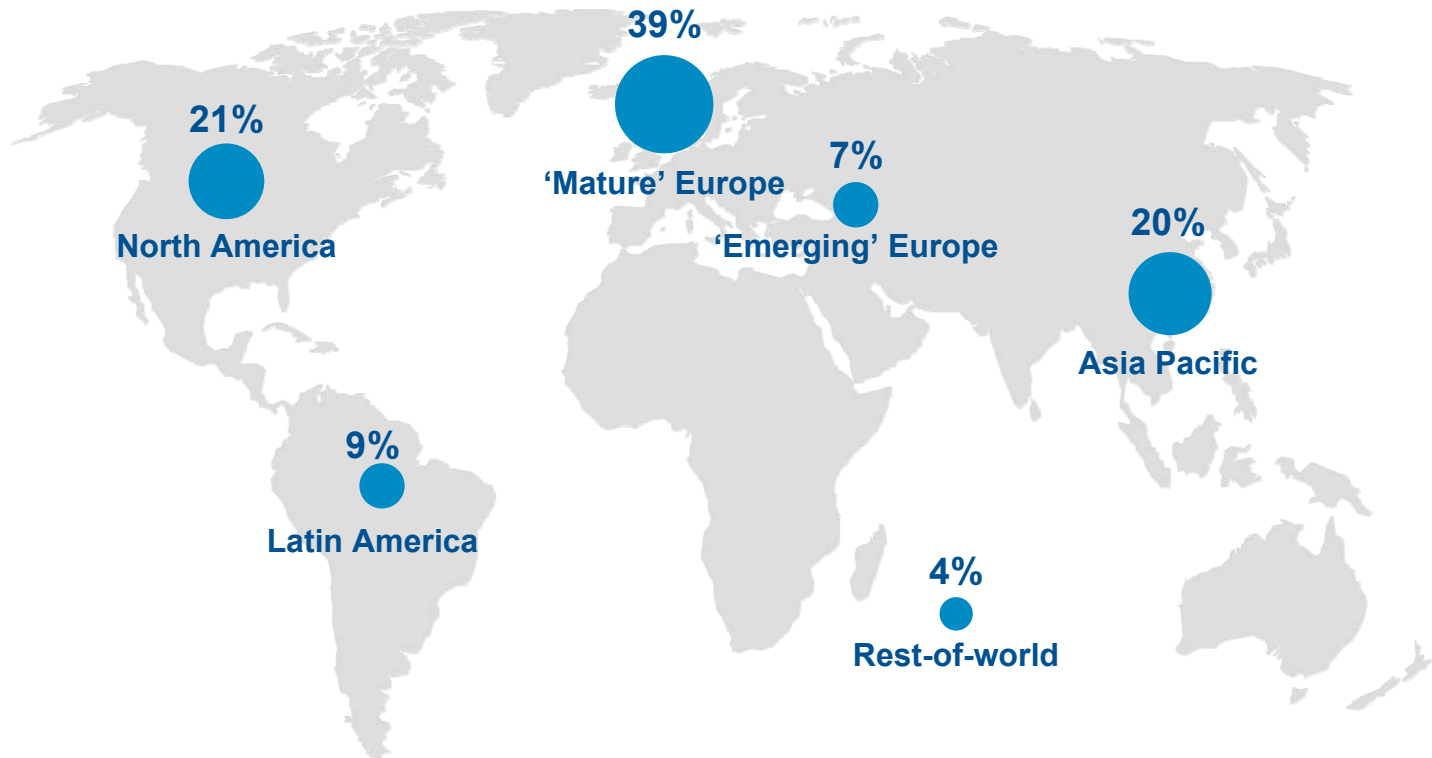 39%
‘Mature’ Europe
21%
North America
7%
‘Emerging’ Europe
20%
Asia Pacific
9%
Latin America
4%
Rest-of-world